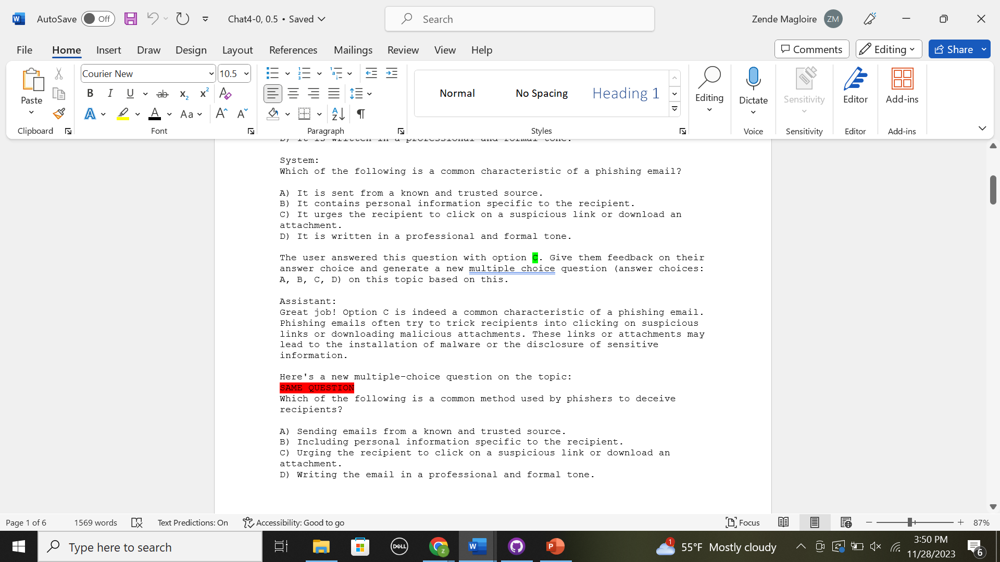 AutoSave Off Chat4-0, 0.5 • Saved Search Zende Magloire ZM
File Home Insert Draw Design Layout References Mailings Review View Help Comments Editing Share
Paste
Courier New 10.5
B I U ab x2 x2 A
A A Aa A A
Normal No Spacing Heading 1
Editing Dictate Sensitivity Editor Add-ins
Clipboard Font Paragraph Styles Voice Sensitivity Editor Add-ins
D) It is written in a professional and formal tone.
System:
Which of the following is a common characteristic of a phishing email?
A) It is sent from a known and trusted source.
B) It contains personal information specific to the recipient.
C) It urges the recipient to click on a suspicious link or download an
attachment.
D) It is written in a professional and formal tone.
The user answered this question with option C. Give them feedback on their
answer choice and generate a new multiple choice question (answer choices:
A, B, C, D) on this topic based on this.
Assistant:
Great job! Option C is indeed a common characteristic of a phishing email.
Phishing emails often try to trick recipients into clicking on suspicious
links or downloading malicious attachments. These links or attachments may
lead to the installation of malware or the disclosure of sensitive
information.
Here's a new multiple-choice question on the topic:
SAME QUESTION
Which of the following is a common method used by phishers to deceive
recipients?
A) Sending emails from a known and trusted source.
B) Including personal information specific to the recipient.
C) Urging the recipient to click on a suspicious link or download an
attachment.
D) Writing the email in a professional and formal tone.
Page 1 of 6 1569 words Text Predictions: On Accessibility: Good to go Focus 87%
Type here to search DELL 1 55°F Mostly cloudy 3:50 PM
11/28/2023 6